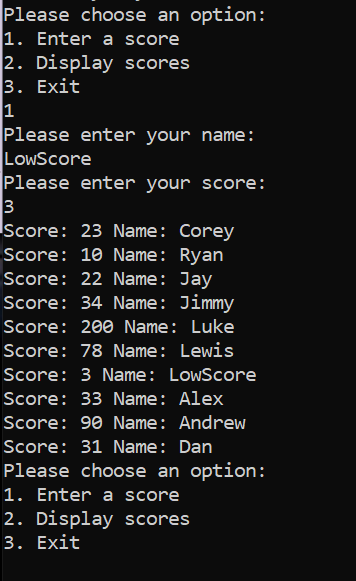 Please choose an option:
1. Enter a score
2. Display scores
3. Exit
1
Please enter your name:
LowScore
Please enter your score:
3
Score: 23 Name: Corey
Score: 10 Name: Ryan
Score: 22 Name: Jay
Score: 34 Name: Jimmy
Score: 200 Name: Luke
Score: 78 Name: Lewis
Score: 3 Name: LowScore
Score: 33 Name: Alex
Score: 90 Name: Andrew
Score: 31 Name: Dan
Please choose an option:
1. Enter a score
2. Display scores
3. Exit